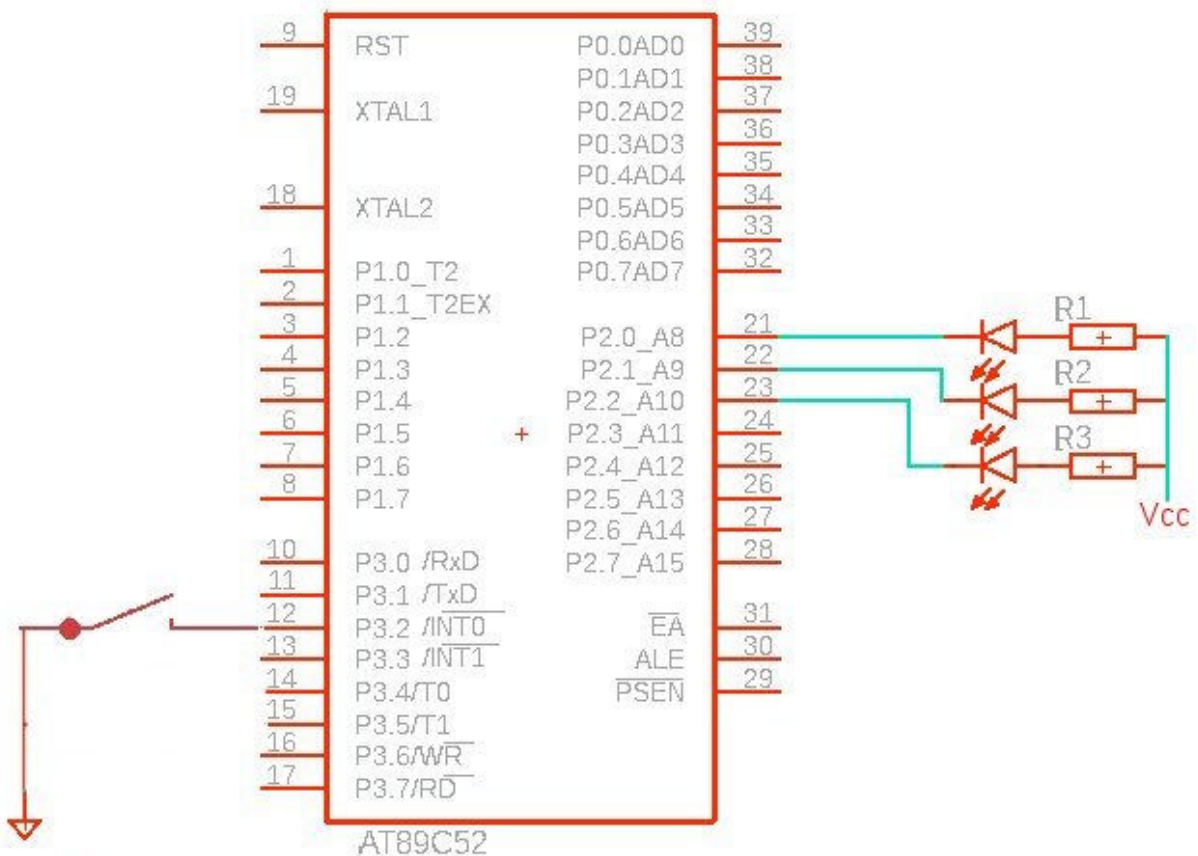 9 RST P0.0AD0 39
P0.1AD1 38
19 XTAL1 P0.2AD2 37
P0.3AD3 36
P0.4AD4 35
18 XTAL2 P0.5AD5 34
P0.6AD6 33
1 P1.0_T2 P0.7AD7 32
2 P1.1_T2EX
3 P1.2 P2.0_A8 21 R1
4 P1.3 P2.1_A9 22
5 P1.4 P2.2_A10 23 R2
6 P1.5 P2.3_A11 24
7 P1.6 P2.4_A12 25 R3
8 P1.7 P2.5_A13 26
P2.6_A14 27 Vcc
10 P3.0 /RxD P2.7_A15 28
11 P3.1 /TxD
12 P3.2 /INT0 EA 31
13 P3.3 /INT1 ALE 30
14 P3.4/T0 PSEN 29
15 P3.5/T1
16 P3.6/WR
17 P3.7/RD
AT89C52